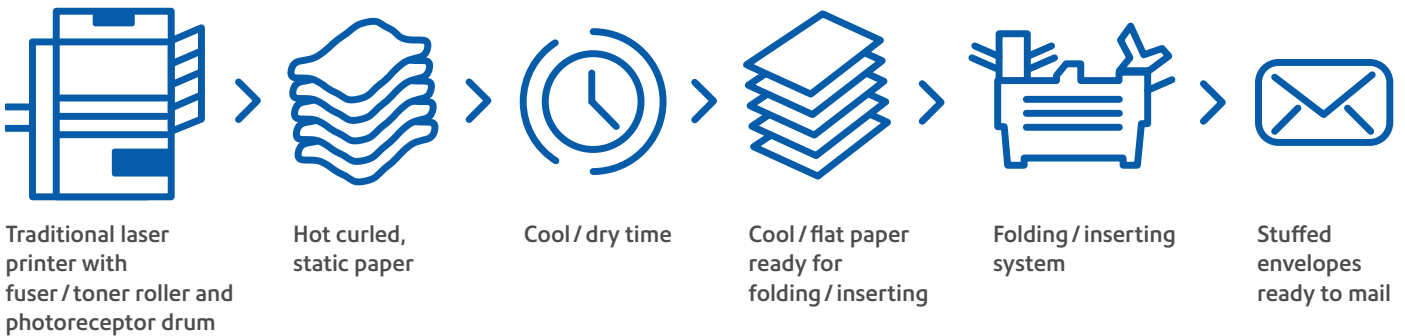 Traditional laser
printer with
fuser / toner roller and
photoreceptor drum
Hot curled,
static paper
Cool / dry time
Cool / flat paper
ready for
folding / inserting
Folding / inserting
system
Stuffed
envelopes
ready to mail